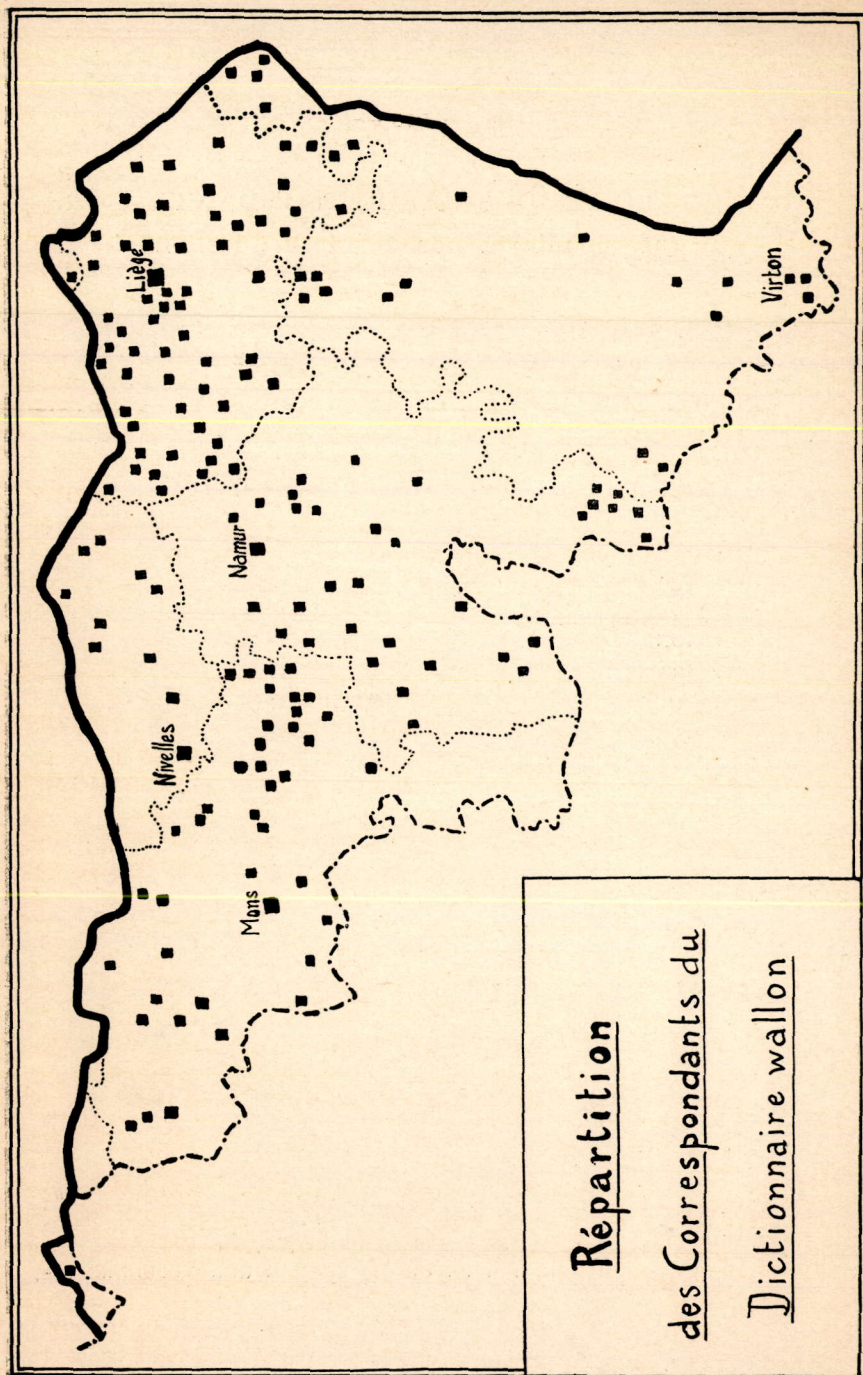 Répartition
des Correspondants du
Dictionnaire wallon
Liège
Namur
Nivelles
Mons
Virton